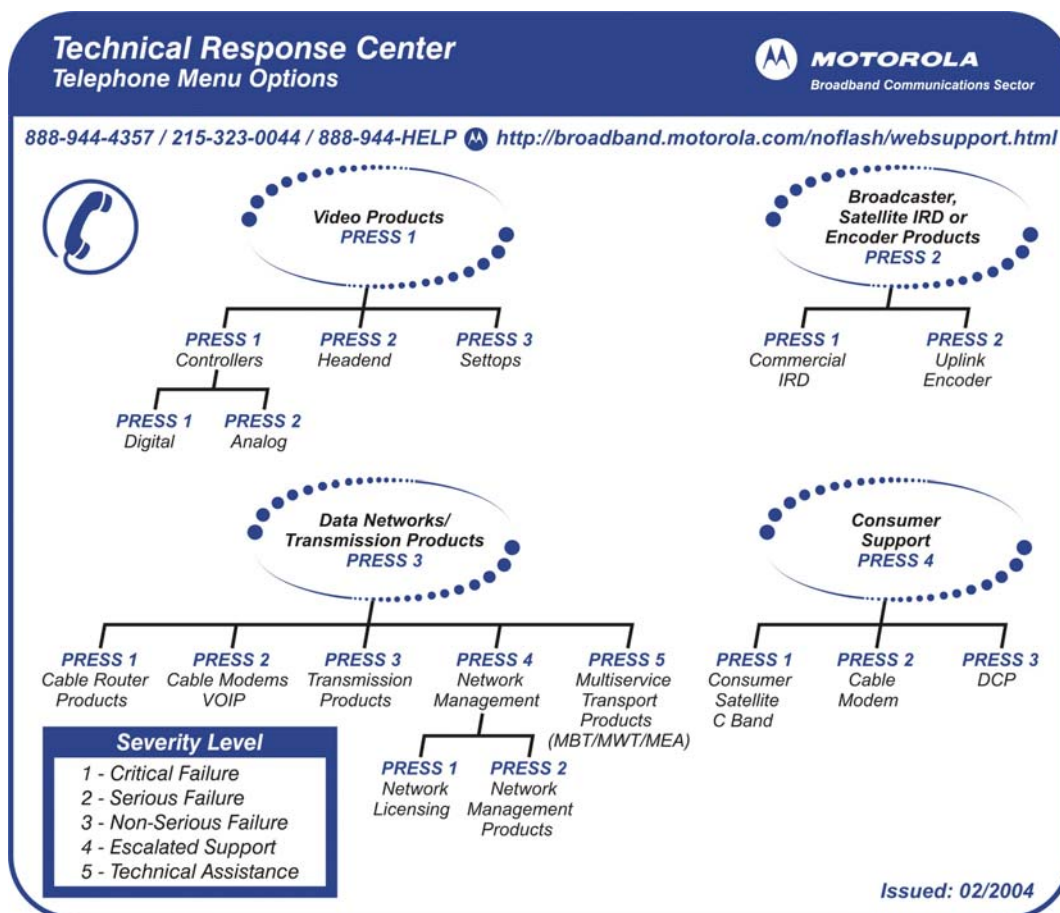 Technical Response Center
Telephone Menu Options
MOTOROLA
Broadband Communications Sector
888-944-4357 / 215-323-0044 / 888-944-HELP http://broadband.motorola.com/noflash/websupport.html
Video Products
PRESS 1
PRESS 1
Controllers
PRESS 2
Headend
PRESS 3
Settops
PRESS 1
Digital
PRESS 2
Analog
Broadcaster,
Satellite IRD or
Encoder Products
PRESS 2
PRESS 1
Commercial
IRD
PRESS 2
Uplink
Encoder
Data Networks/
Transmission Products
PRESS 3
PRESS 1
Cable Router
Products
PRESS 2
Cable Modems
VOIP
PRESS 3
Transmission
Products
PRESS 4
Network
Management
PRESS 5
Multiservice
Transport
Products
(MBT/MWT/MEA)
PRESS 1
Network
Licensing
PRESS 2
Network
Management
Products
Consumer
Support
PRESS 4
PRESS 1
Consumer
Satellite
C Band
PRESS 2
Cable
Modem
PRESS 3
DCP
Severity Level
1 - Critical Failure
2 - Serious Failure
3 - Non-Serious Failure
4 - Escalated Support
5 - Technical Assistance
Issued: 02/2004